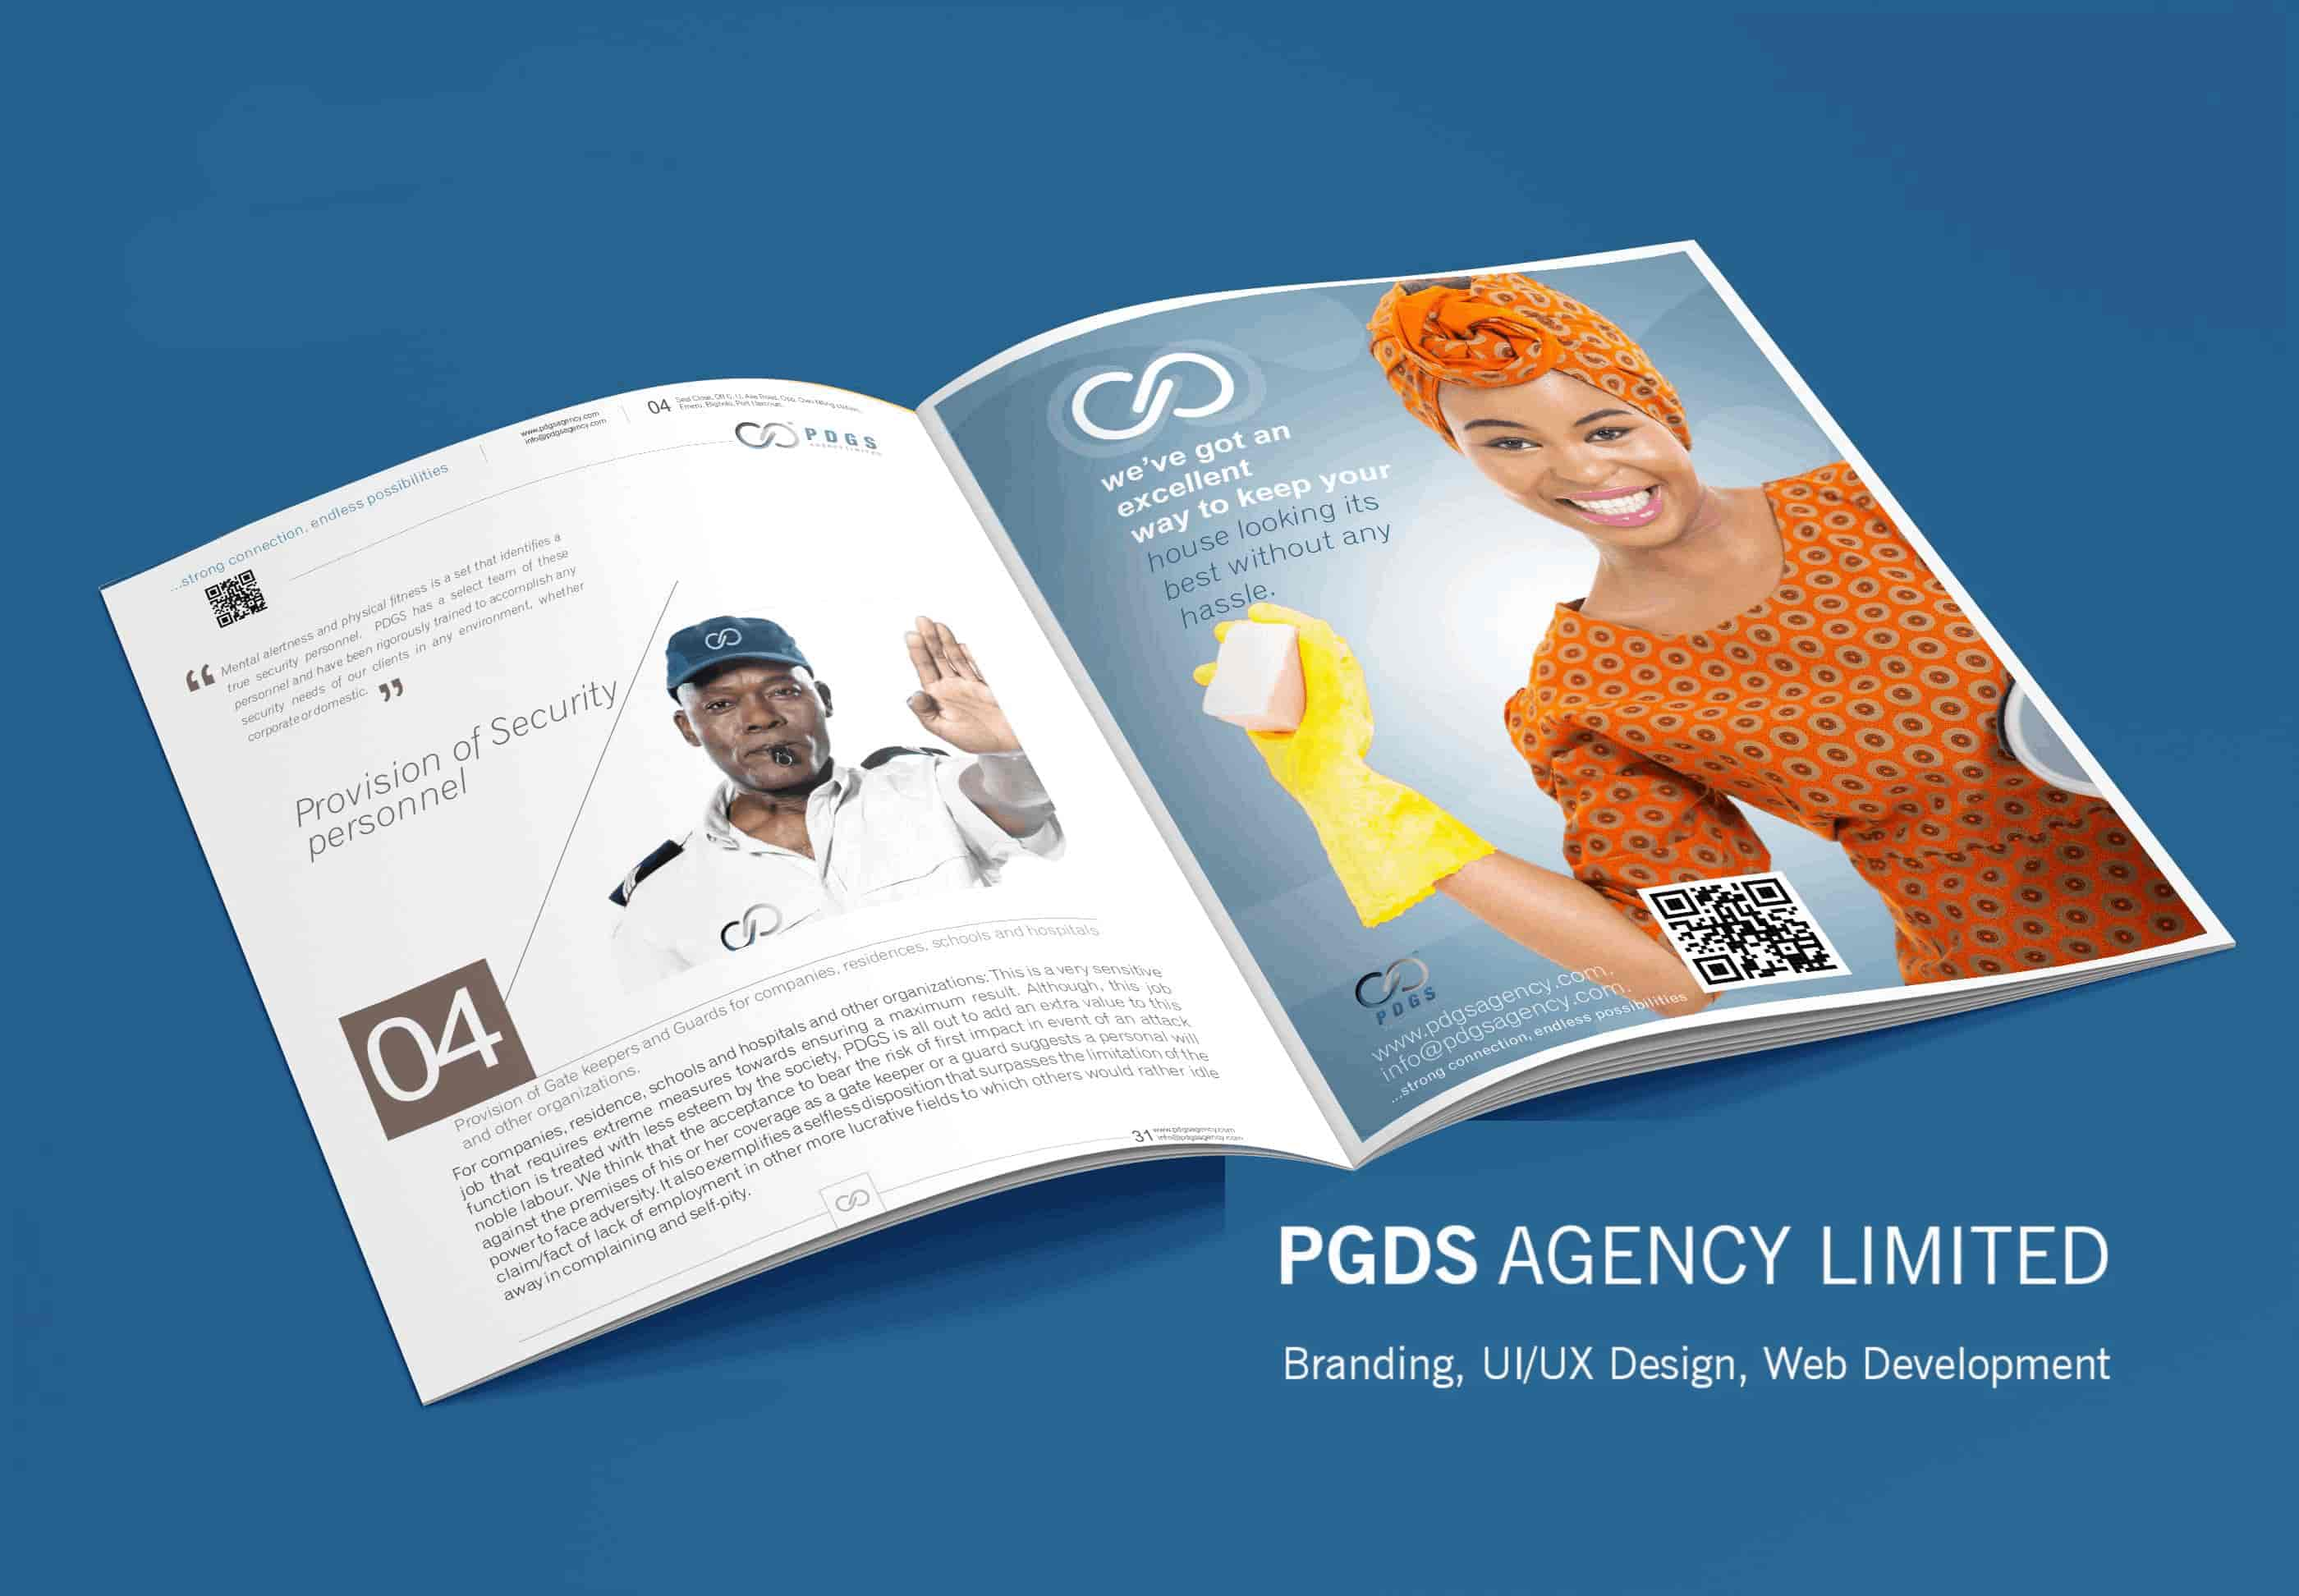 ...strong connection, endless possibilities
www.pdgsagency.com
info@pdgsagency.com
04
PDGS
“ Mental alertness and physical fitness is a set that identifies a
true security personnel. PDGS has a select team of these
personnel and have been rigorously trained to accomplish any
security needs of our clients in any environment, whether
corporate or domestic. ”
Provision of Security
personnel
04
Provision of Gate keepers and Guards for companies, residences, schools and hospitals
and other organizations.
For companies, residence, schools and hospitals and other organizations: This is a very sensitive
job that requires extreme measures towards ensuring a maximum result. Although, this job
function is treated with less esteem by the society, PDGS is all out to add an extra value to this
noble labour. We think that the acceptance to bear the risk of first impact in event of an attack
against the premises of his or her coverage as a gate keeper or a guard suggests a personal will
power to face adversity. It also exemplifies a selfless disposition that surpasses the limitation of the
claim/fact of lack of employment in other more lucrative fields to which others would rather idle
away in complaining and self-pity.
31
www.pdgsagency.com
info@pdgsagency.com
we've got an
excellent
way to keep your
house looking its
best without any
hassle.
PDGS
www.pdgsagency.com.
info@pdgsagency.com.
...strong connection, endless possibilities
PGDS AGENCY LIMITED
Branding, UI/UX Design, Web Development